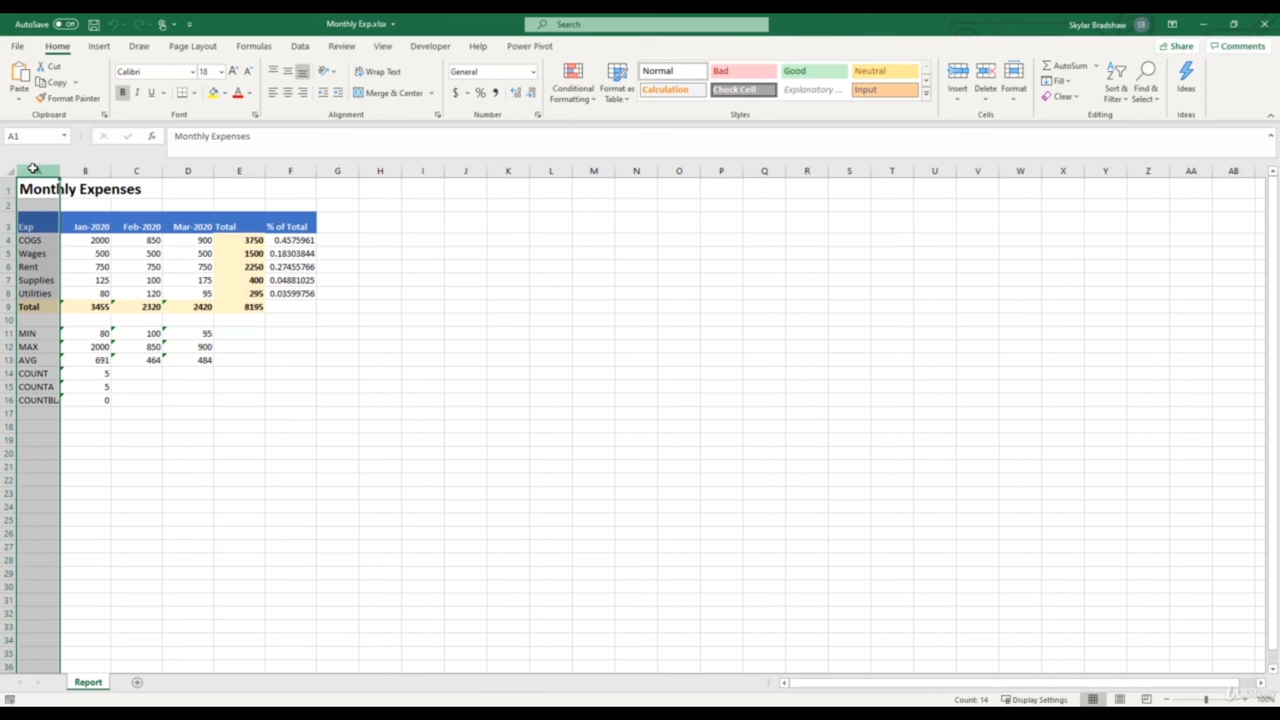 AutoSave Off Monthly Exp.xlsx Search Skylar Bradshaw SB
File Home Insert Draw Page Layout Formulas Data Review View Developer Help Power Pivot Share Comments
Paste Cut Copy Format Painter Clipboard
Calibri 18 B I U Font
Wrap Text Merge & Center Alignment
General $ % Number
Conditional Formatting Format as Table
Normal Bad Good Neutral
Calculation Check Cell Explanatory ... Input
Styles
Insert Delete Format Cells
AutoSum Fill Clear Sort & Filter Find & Select Editing
Ideas Ideas
A1 fx Monthly Expenses
B C D E F G H I J K L M N O P Q R S T U V W X Y Z AA AB
1 Monthly Expenses
2
3 Exp Jan-2020 Feb-2020 Mar-2020 Total % of Total
4 COGS 2000 850 900 3750 0.4575961
5 Wages 500 500 500 1500 0.18303844
6 Rent 750 750 750 2250 0.27455766
7 Supplies 125 100 175 400 0.04881025
8 Utilities 80 120 95 295 0.03599756
9 Total 3455 2320 2420 8195
10
11 MIN 80 100 95
12 MAX 2000 850 900
13 AVG 691 464 484
14 COUNT 5
15 COUNTA 5
16 COUNTBL 0
17
18
19
20
21
22
23
24
25
26
27
28
29
30
31
32
33
34
35
36
Report
Count: 14 Display Settings 100%